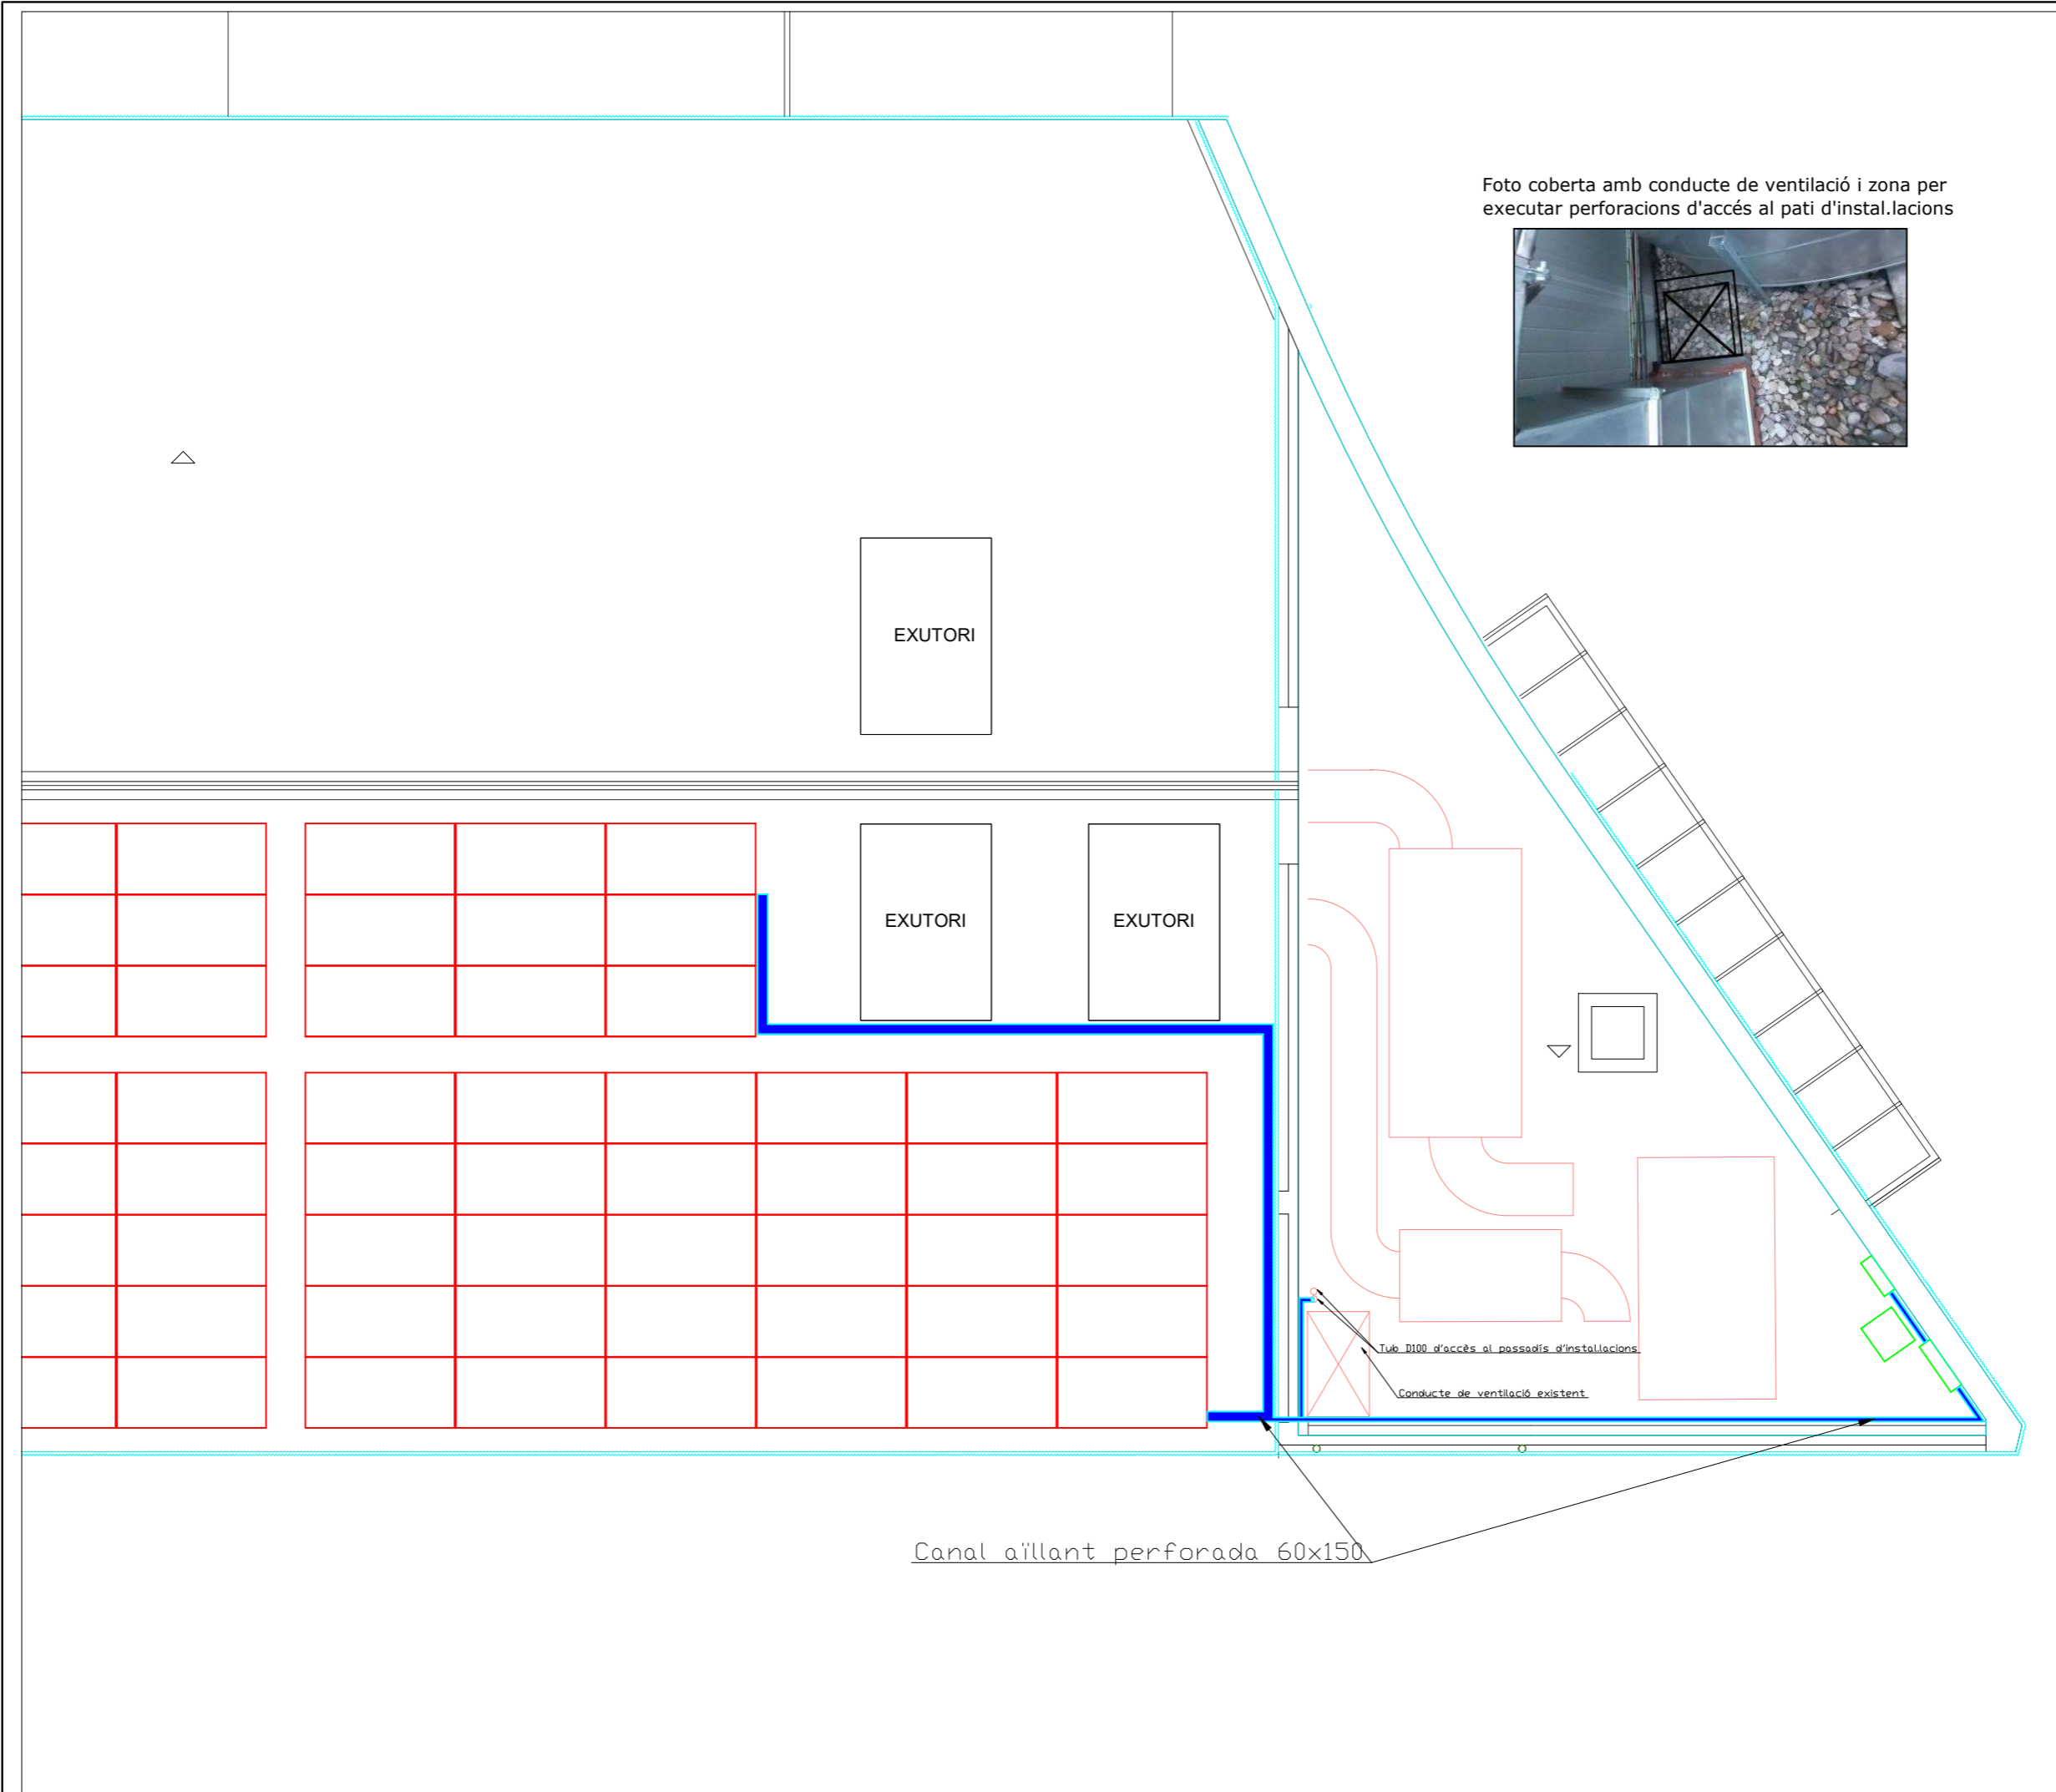 Foto coberta amb conducte de ventilació i zona per
executar perforacions d'accés al pati d'instal.lacions
EXUTORI
EXUTORI
EXUTORI
Tub D100 d'accès al passadís d'instal.lacions
Conducte de ventilació existent
Canal aïllant perforada 60x150